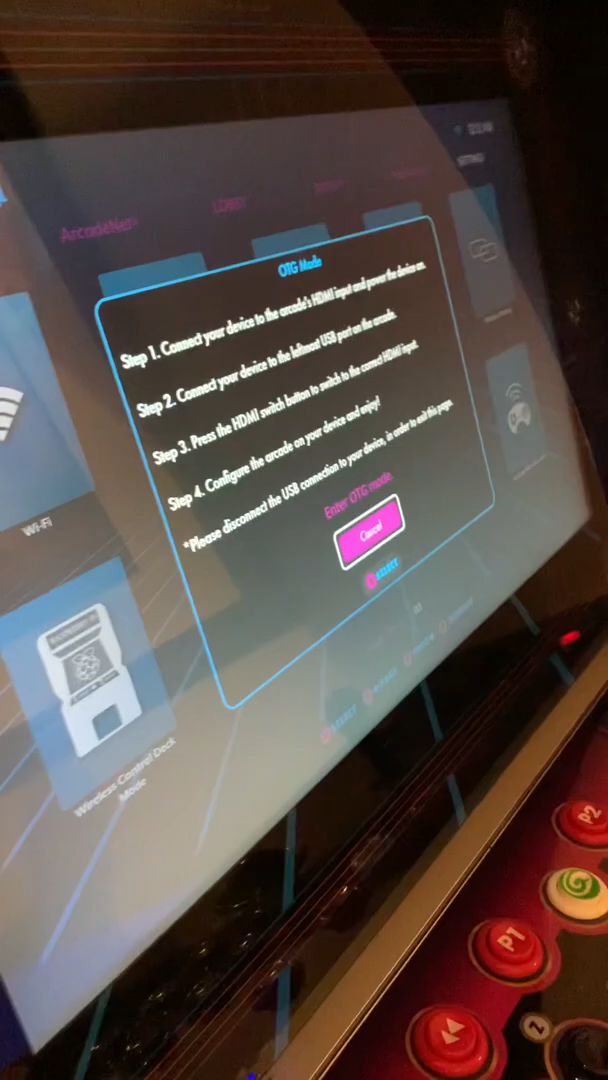 ArcadeNet®
LOBBY
SETTINGS
OTG Mode
Step 1. Connect your device to the arcade's HDMI input and power the device on.
Step 2. Connect your device to the leftmost USB port on the arcade.
Step 3. Press the HDMI switch button to switch to the correct HDMI input.
Step 4. Configure the arcade on your device and enjoy!
*Please disconnect the USB connection to your device, in order to exit this page.
Enter OTG mode.
Cancel
SELECT
Wi-Fi
Wireless Control Deck
Mode
SELECT
P2
P1
2